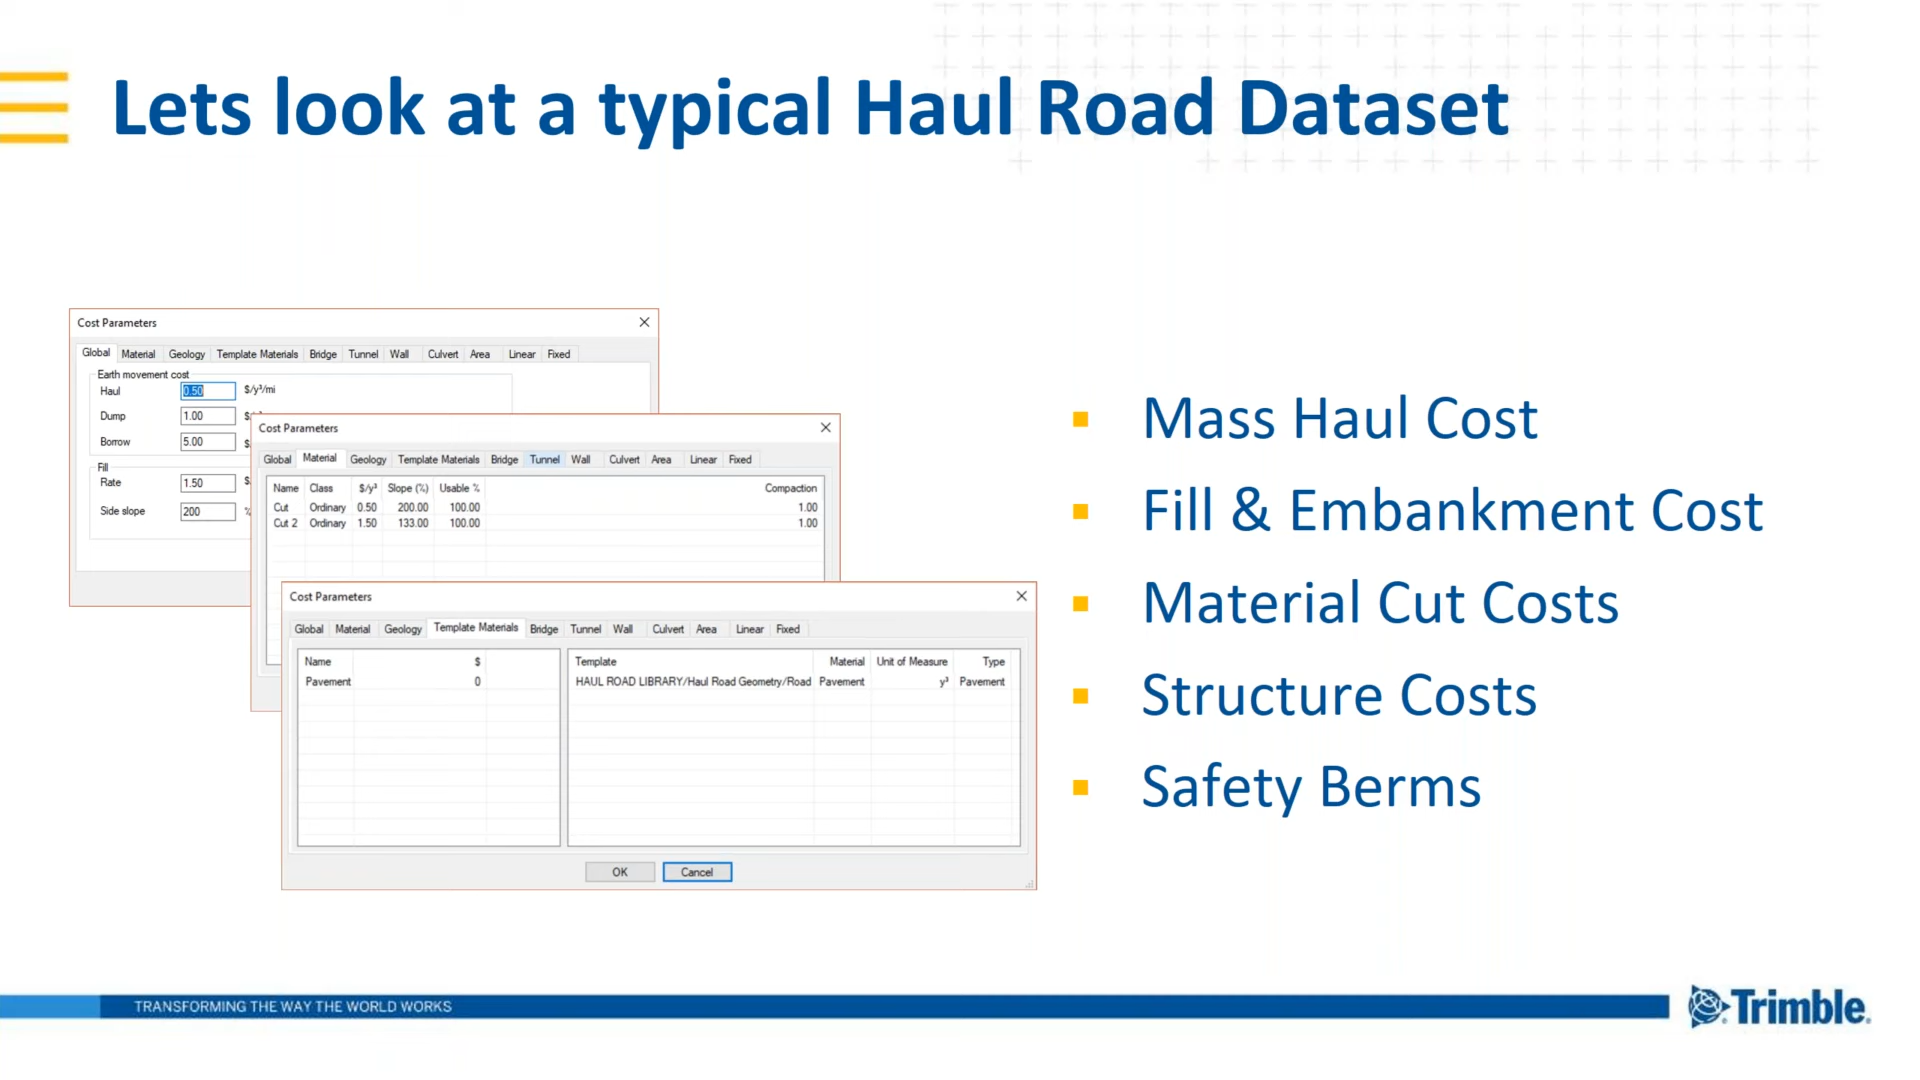 Lets look at a typical Haul Road Dataset
Cost Parameters
Global Material Geology Template Materials Bridge Tunnel Wall Culvert Area Linear Fixed
Earth movement cost
Haul 0.50 $/y³/mi
Dump 1.00
Borrow 5.00
Fill
Rate 1.50
Side slope 200
Cost Parameters
Global Material Geology Template Materials Bridge Tunnel Wall Culvert Area Linear Fixed
Name Class $/y³ Slope (%) Usable % Compaction
Cut Ordinary 0.50 200.00 100.00 1.00
Cut 2 Ordinary 1.50 133.00 100.00 1.00
Cost Parameters
Global Material Geology Template Materials Bridge Tunnel Wall Culvert Area Linear Fixed
Name $
Pavement 0
Template Material Unit of Measure Type
HAUL ROAD LIBRARY/Haul Road Geometry/Road Pavement y³ Pavement
OK Cancel
Mass Haul Cost
Fill & Embankment Cost
Material Cut Costs
Structure Costs
Safety Berms
TRANSFORMING THE WAY THE WORLD WORKS
Trimble